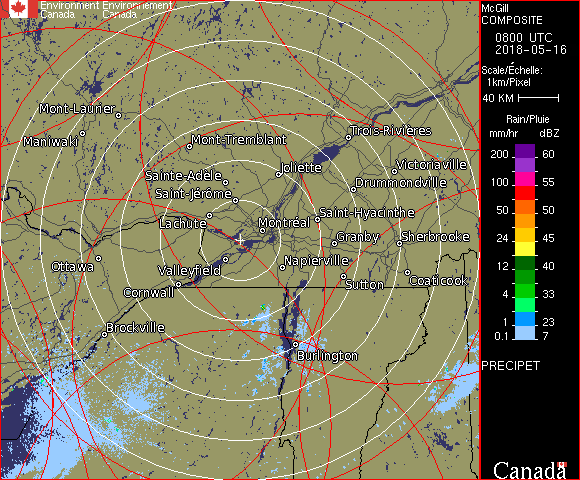 Environment Environnement
Canada Canada
McGill
COMPOSITE
0800 UTC
2018-05-16
Scale/Échelle:
1km/Pixel
40 KM
Rain/Pluie
mm/hr dBZ
200 60
55
100 55
50 50
24 45
12 40
4 33
1 23
0.1 7
PRECIPET
Canada
Mont-Laurier
Maniwaki
Mont-Tremblant
Trois-Rivières
Joliette
Victoriaville
Sainte-Adèle
Drummondville
Saint-Jérôme
Lachute
Montréal
Saint-Hyacinthe
Granby
Sherbrooke
Ottawa
Valleyfield
Napierville
Cornwall
Sutton
Coaticook
Brockville
Burlington